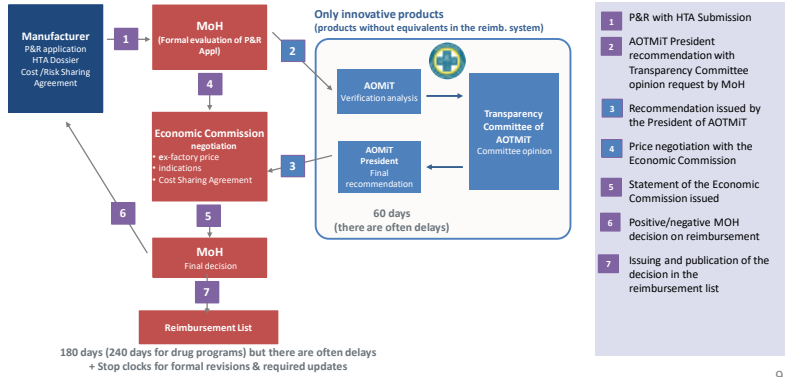 Manufacturer
P&R application
HTA Dossier
Cost /Risk Sharing
Agreement
1
MoH
(Formal evaluation of P&R
Appl)
2
Only innovative products
(products without equivalents in the reimb. system)
AOMiT
Verification analysis
Transparency
Committee of
AOTMiT
Committee opinion
AOMiT
President
Final
recommendation
60 days
(there are often delays)
3
4
Economic Commission
negotiation
• ex-factory price
• indications
• Cost Sharing Agreement
5
6
MoH
Final decision
7
Reimbursement List
180 days (240 days for drug programs) but there are often delays
+ Stop clocks for formal revisions & required updates
1 P&R with HTA Submission
2 AOTMiT President
recommendation with
Transparency Committee
opinion request by MoH
3 Recommendation issued by
the President of AOTMiT
4 Price negotiation with the
Economic Commission
5 Statement of the Economic
Commission issued
6 Positive/negative MOH
decision on reimbursement
7 Issuing and publication of the
decision in the
reimbursement list
9